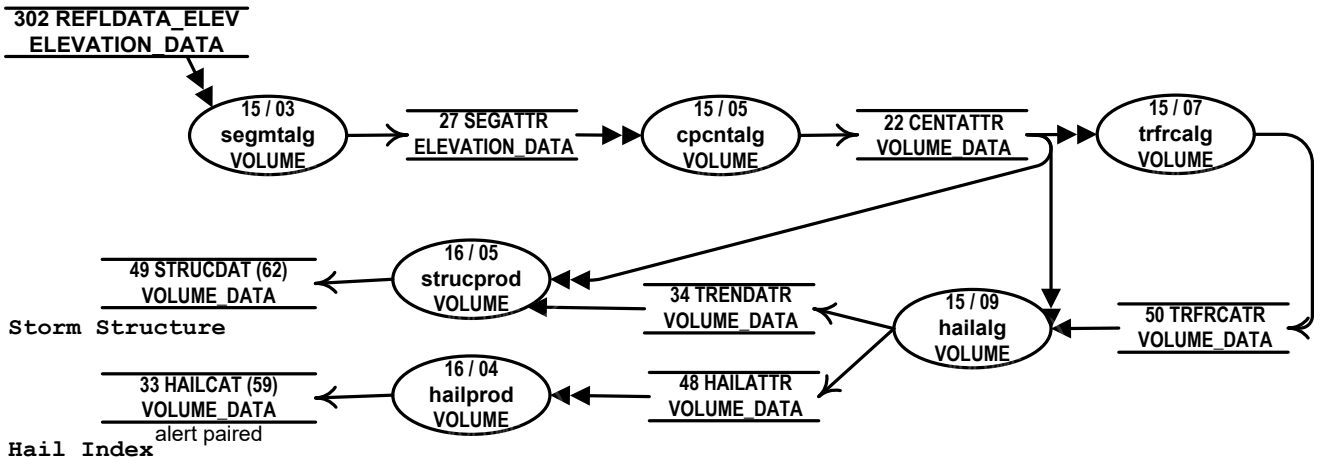 302 REFLDATA_ELEV
ELEVATION_DATA
15 / 03
segmtalg
VOLUME
27 SEGATTR
ELEVATION_DATA
15 / 05
cpcntalg
VOLUME
22 CENTATTR
VOLUME_DATA
15 / 07
trfrcalg
VOLUME
49 STRUCDAT (62)
VOLUME_DATA
Storm Structure
16 / 05
strucprod
VOLUME
34 TRENDATR
VOLUME_DATA
15 / 09
hailalg
VOLUME
50 TRFRCATR
VOLUME_DATA
33 HAILCAT (59)
VOLUME_DATA
alert paired
Hail Index
16 / 04
hailprod
VOLUME
48 HAILATTR
VOLUME_DATA